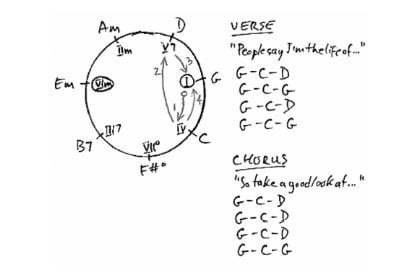 Am
D
IIm
V7
2
3
Em
VIm
I
G
1
4
IV
C
B7
III7
VII°
F#°
VERSE
"People say I'm the life of..."
G-C-D
G-C-G
G-C-D
G-C-G
CHORUS
"So take a good look at..."
G-C-D
G-C-D
G-C-D
G-C-G